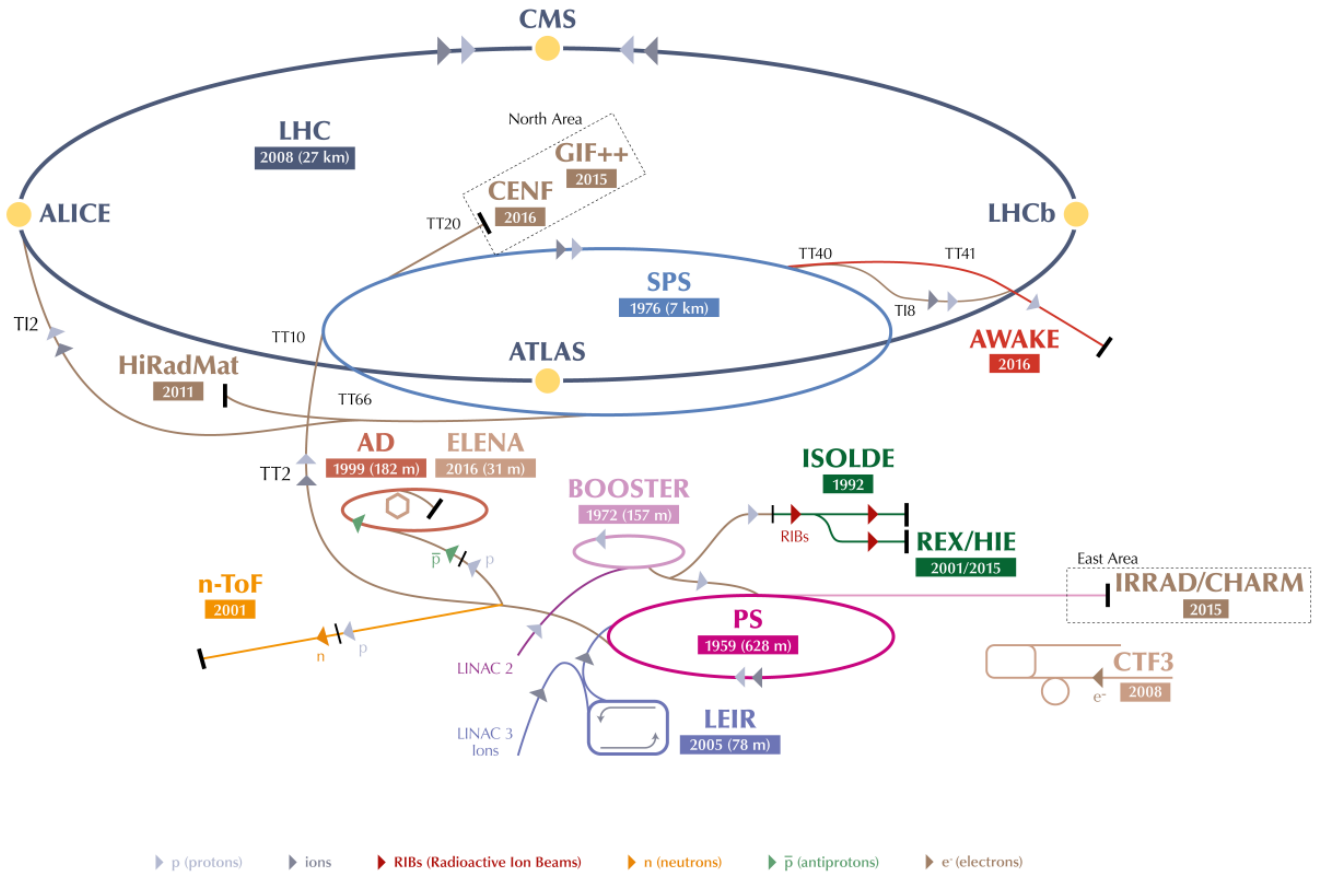 CMS
North Area
LHC
2008 (27 km)
GIF++
2015
CENF
2016
ALICE
LHCb
TT20
TT40
TT41
SPS
1976 (7 km)
TI8
TI2
TT10
AWAKE
2016
ATLAS
HiRadMat
2011
TT66
AD
1999 (182 m)
ELENA
2016 (31 m)
TT2
ISOLDE
1992
BOOSTER
1972 (157 m)
RIBs
REX/HIE
2001/2015
p̅
p
East Area
IRRAD/CHARM
2015
n-ToF
2001
n
p
PS
1959 (628 m)
LINAC 2
CTF3
2008
e-
LINAC 3
Ions
LEIR
2005 (78 m)
p (protons)
ions
RIBs (Radioactive Ion Beams)
n (neutrons)
p̅ (antiprotons)
e- (electrons)